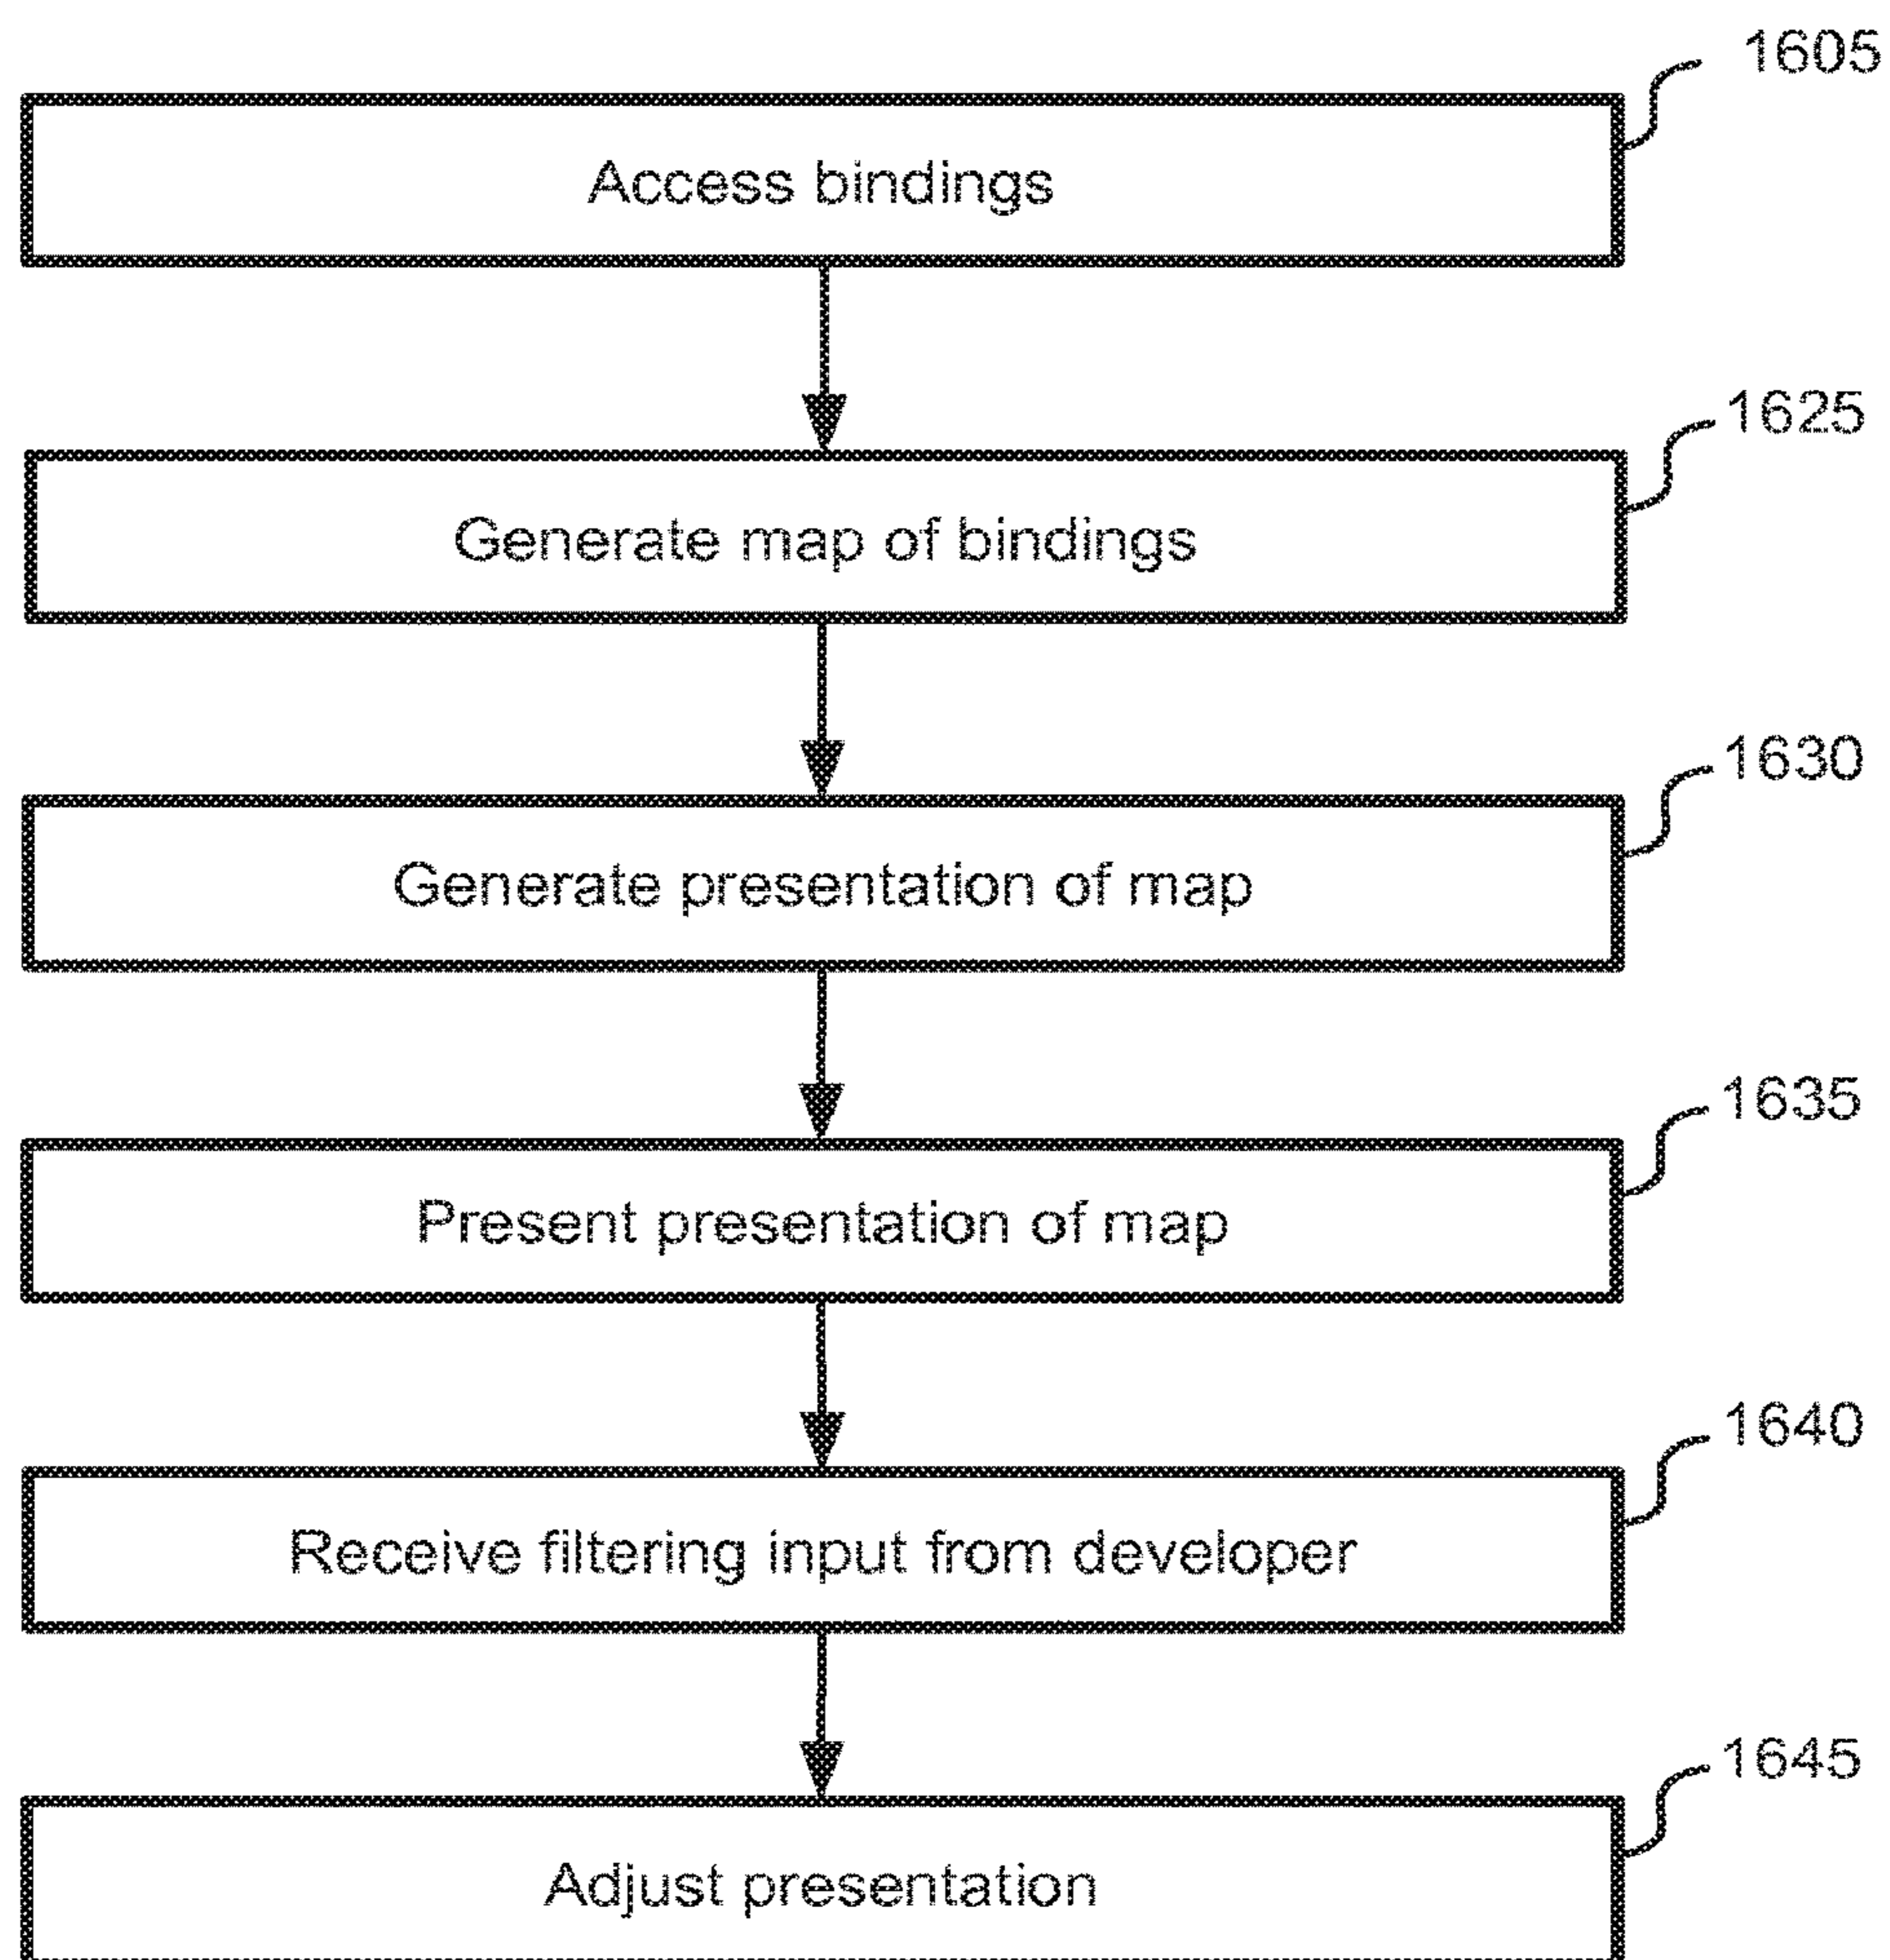 1605
Access bindings
1625
Generate map of bindings
1630
Generate presentation of map
1635
Present presentation of map
1640
Receive filtering input from developer
1645
Adjust presentation